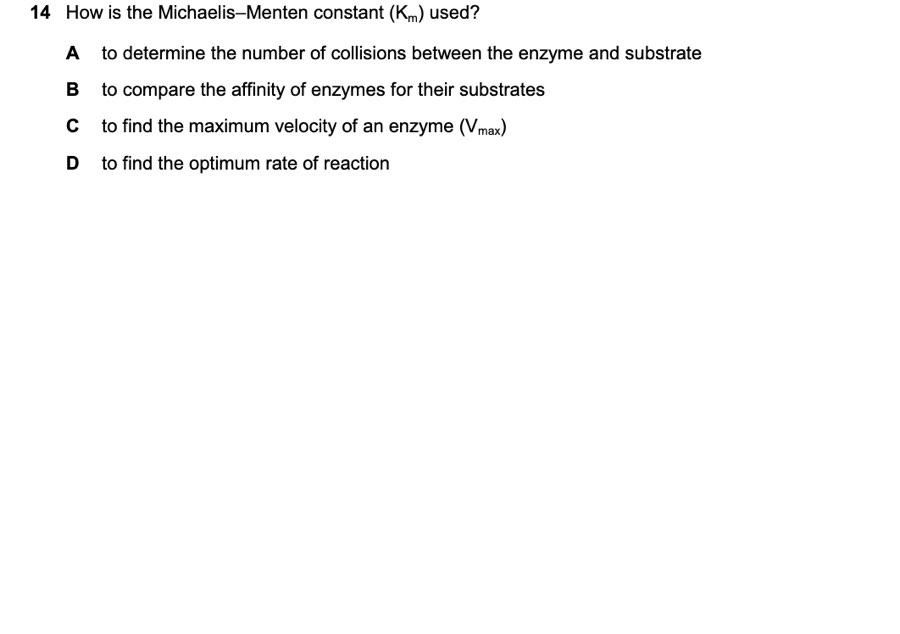 14 How is the Michaelis–Menten constant (Km) used?
A to determine the number of collisions between the enzyme and substrate
B to compare the affinity of enzymes for their substrates
C to find the maximum velocity of an enzyme (Vmax)
D to find the optimum rate of reaction